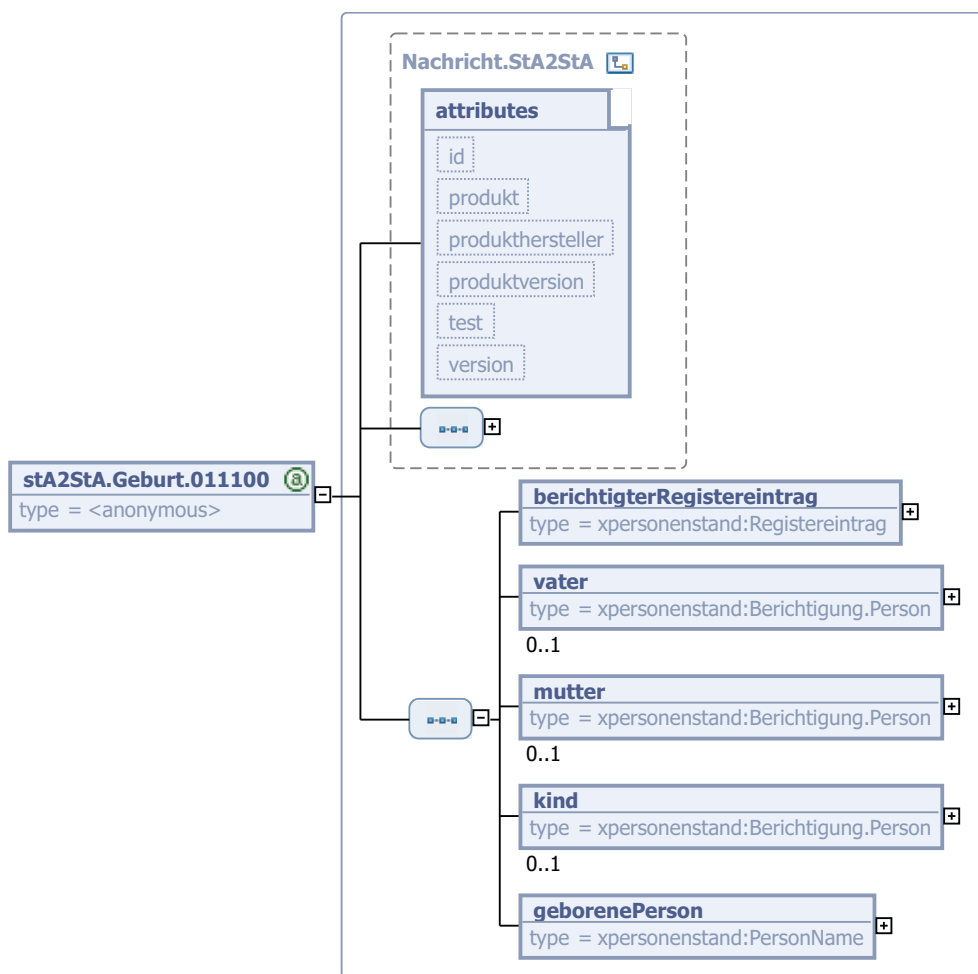 Nachricht.StA2StA
attributes
id
produkt
produkthersteller
produktversion
test
version
stA2StA.Geburt.011100
type = <anonymous>
berichtigterRegistereintrag
type = xpersonenstand:Registereintrag
vater
type = xpersonenstand:Berichtigung.Person
0..1
mutter
type = xpersonenstand:Berichtigung.Person
0..1
kind
type = xpersonenstand:Berichtigung.Person
0..1
geborenePerson
type = xpersonenstand:PersonName